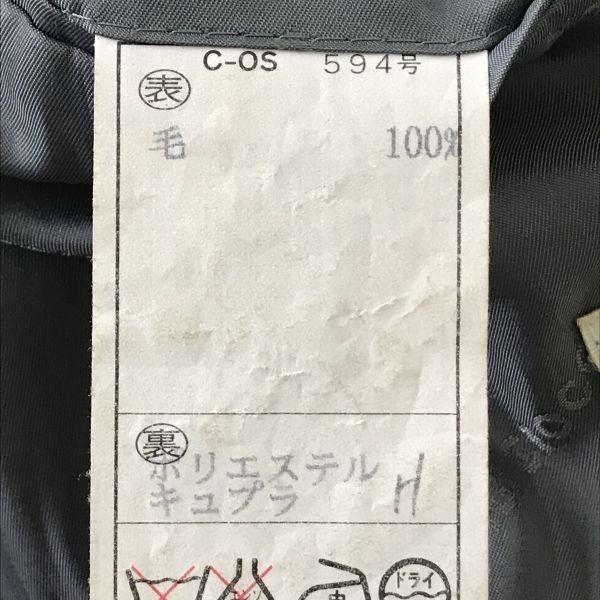 C-OS 594号
表
毛 100%
裏
ポリエステル
キュプラ
H
中
ドライ